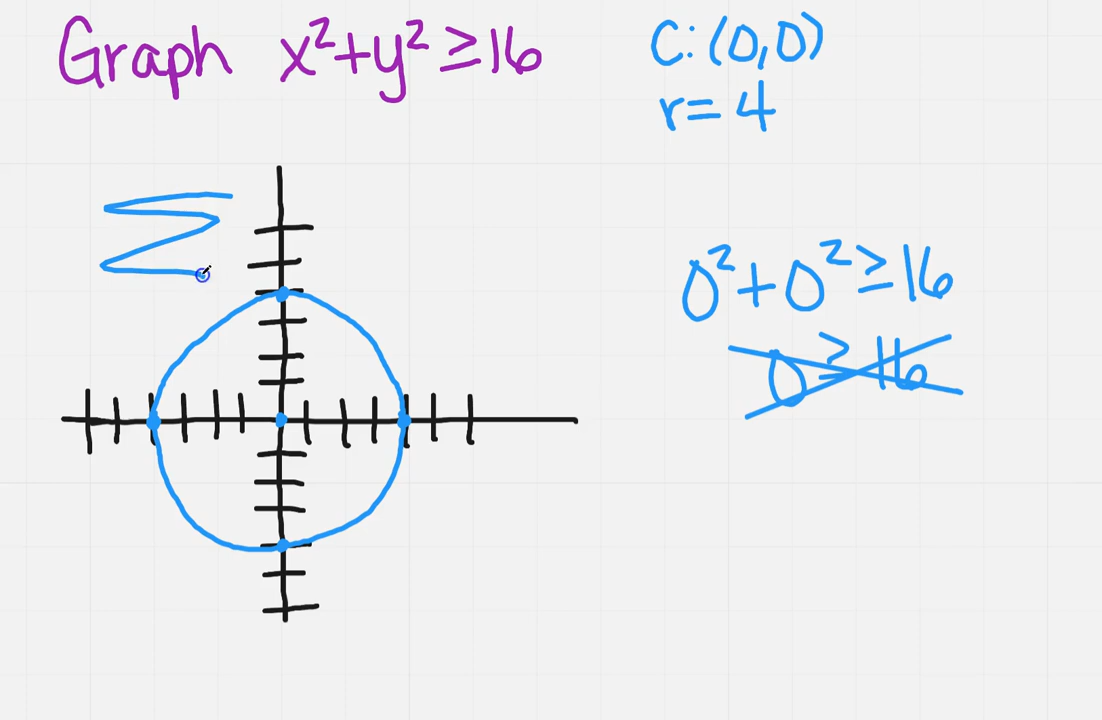 Graph x²+y² ≥16
C: (0,0)
r= 4
0²+0²≥16
0≥16